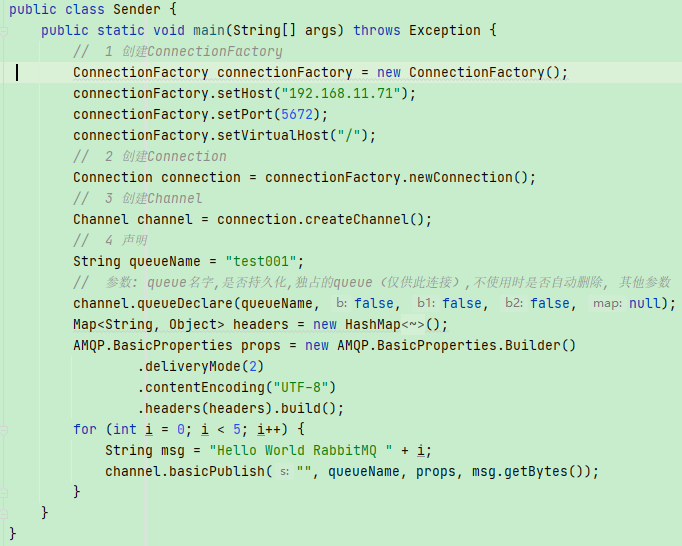 public class Sender {
    public static void main(String[] args) throws Exception {
        //  1 创建ConnectionFactory
        ConnectionFactory connectionFactory = new ConnectionFactory();
        connectionFactory.setHost("192.168.11.71");
        connectionFactory.setPort(5672);
        connectionFactory.setVirtualHost("/");
        //  2 创建Connection
        Connection connection = connectionFactory.newConnection();
        //  3 创建Channel
        Channel channel = connection.createChannel();
        //  4 声明
        String queueName = "test001";
        //  参数: queue名字,是否持久化,独占的queue（仅供此连接）,不使用时是否自动删除, 其他参数
        channel.queueDeclare(queueName, b: false, b1: false, b2: false, map: null);
        Map<String, Object> headers = new HashMap<~>();
        AMQP.BasicProperties props = new AMQP.BasicProperties.Builder()
                .deliveryMode(2)
                .contentEncoding("UTF-8")
                .headers(headers).build();
        for (int i = 0; i < 5; i++) {
            String msg = "Hello World RabbitMQ " + i;
            channel.basicPublish( s: "", queueName, props, msg.getBytes());
        }
    }
}